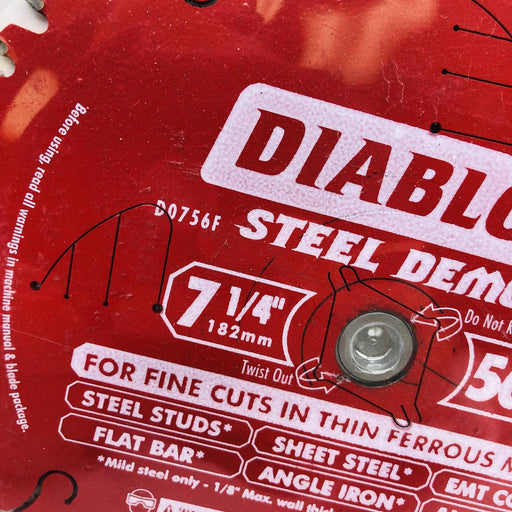 DIABLO
D0756F
STEEL DEMO
7 1/4"
182mm
Do Not R
Twist Out
FOR FINE CUTS IN THIN FERROUS M
STEEL STUDS*
SHEET STEEL*
EMT CO
FLAT BAR*
ANGLE IRON*
*Mild steel only - 1/8" Max. wall thick
Before using, read all warnings in machine manual & blade package.